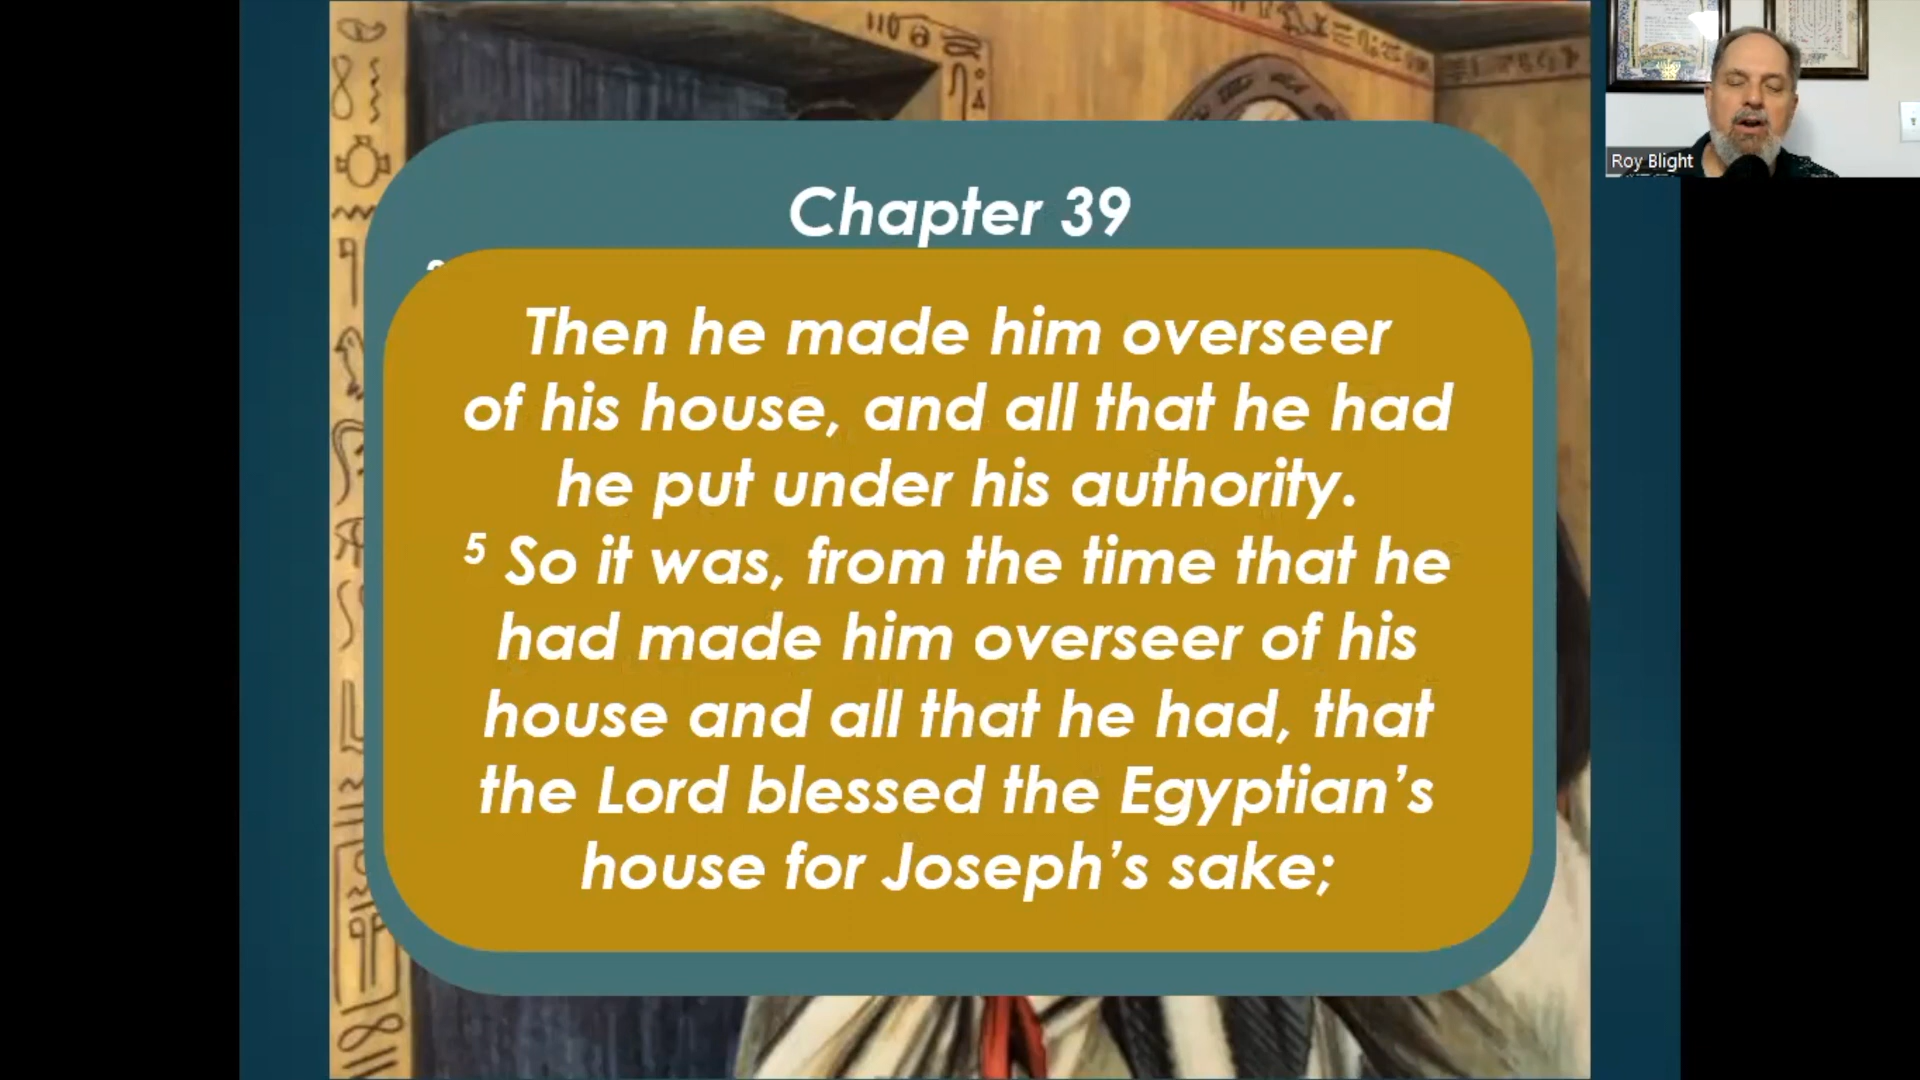 Chapter 39
Then he made him overseer
of his house, and all that he had
he put under his authority.
5 So it was, from the time that he
had made him overseer of his
house and all that he had, that
the Lord blessed the Egyptian’s
house for Joseph’s sake;
Roy Blight